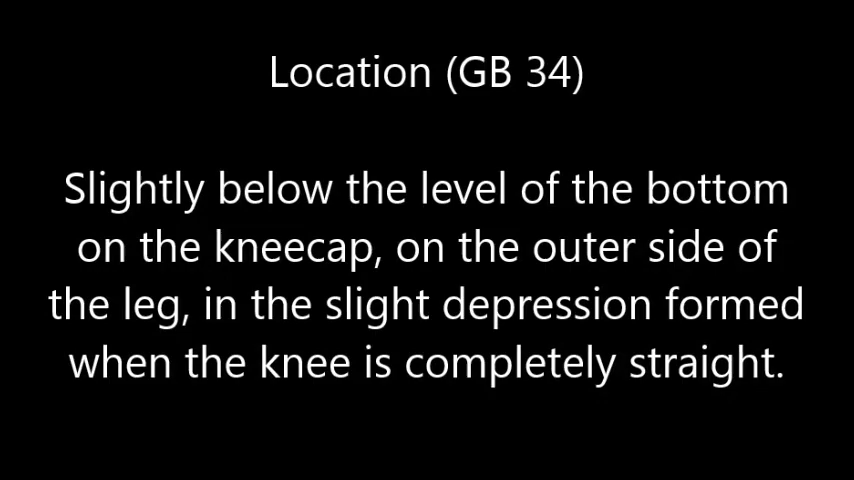 Location (GB 34)
Slightly below the level of the bottom
on the kneecap, on the outer side of
the leg, in the slight depression formed
when the knee is completely straight.